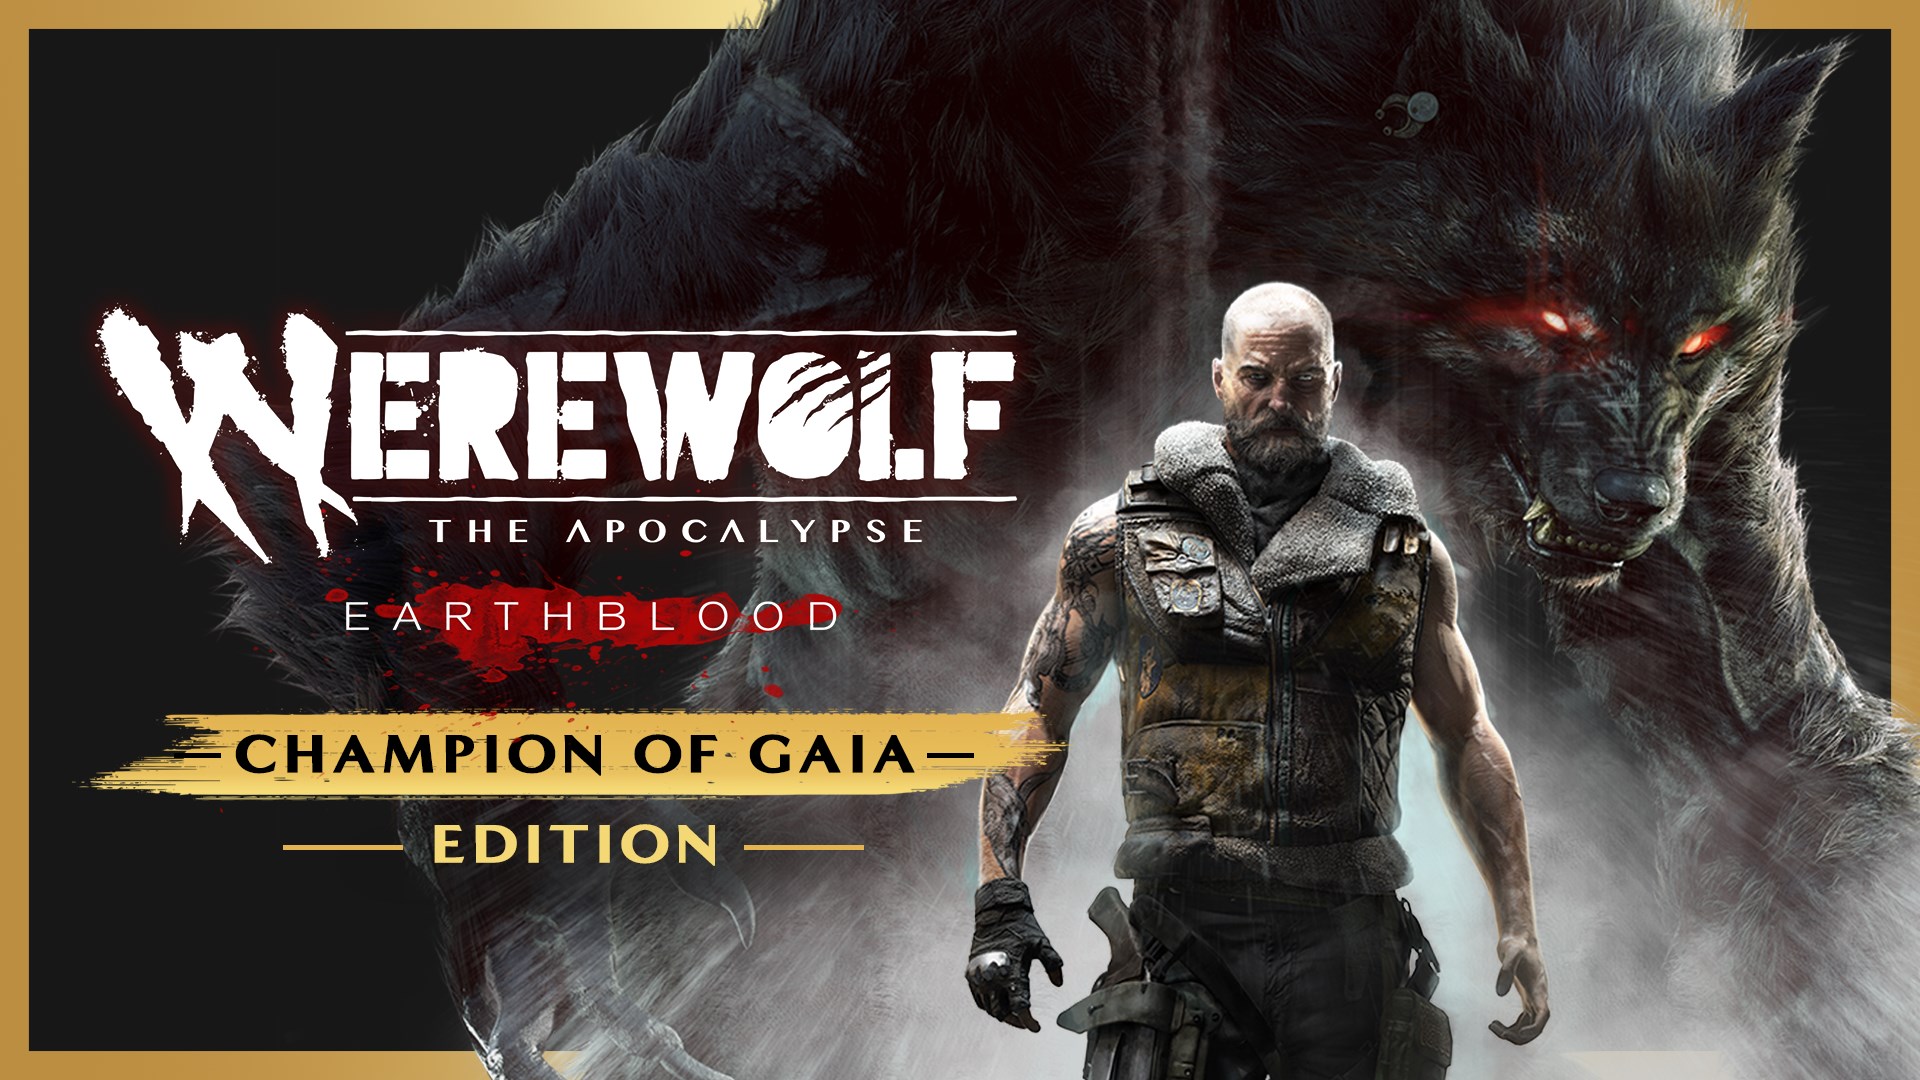 WEREWOLF
THE APOCALYPSE
EARTHBLOOD
CHAMPION OF GAIA
EDITION